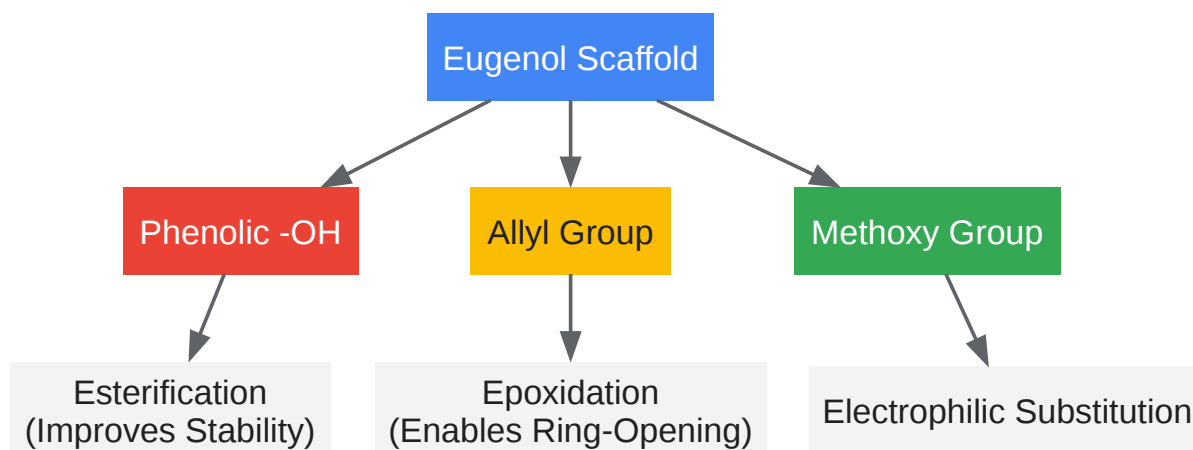 Eugenol Scaffold
Phenolic -OH
Allyl Group
Methoxy Group
Esterification
(Improves Stability)
Epoxidation
(Enables Ring-Opening)
Electrophilic Substitution